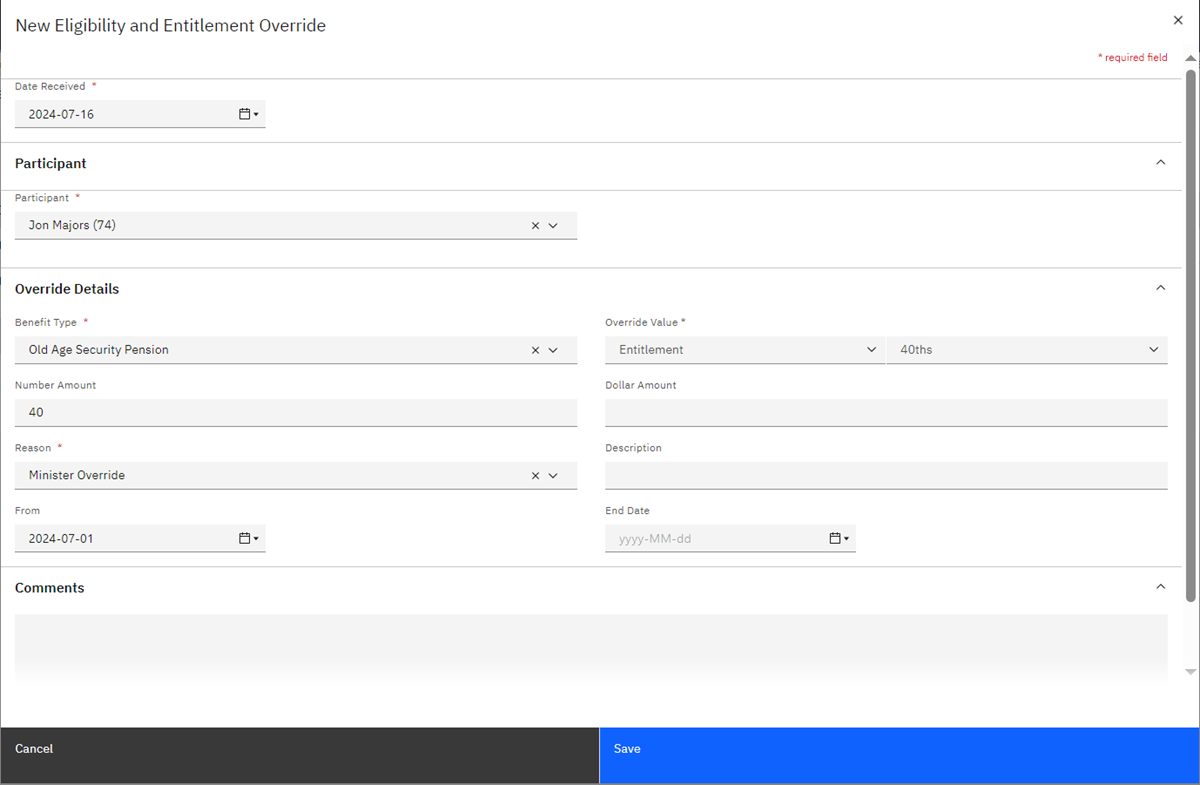 New Eligibility and Entitlement Override
* required field
Date Received *
2024-07-16
Participant
Participant *
Jon Majors (74)
Override Details
Benefit Type * Override Value *
Old Age Security Pension Entitlement 40ths
Number Amount Dollar Amount
40
Reason * Description
Minister Override
From End Date
2024-07-01 yyyy-MM-dd
Comments
Cancel Save